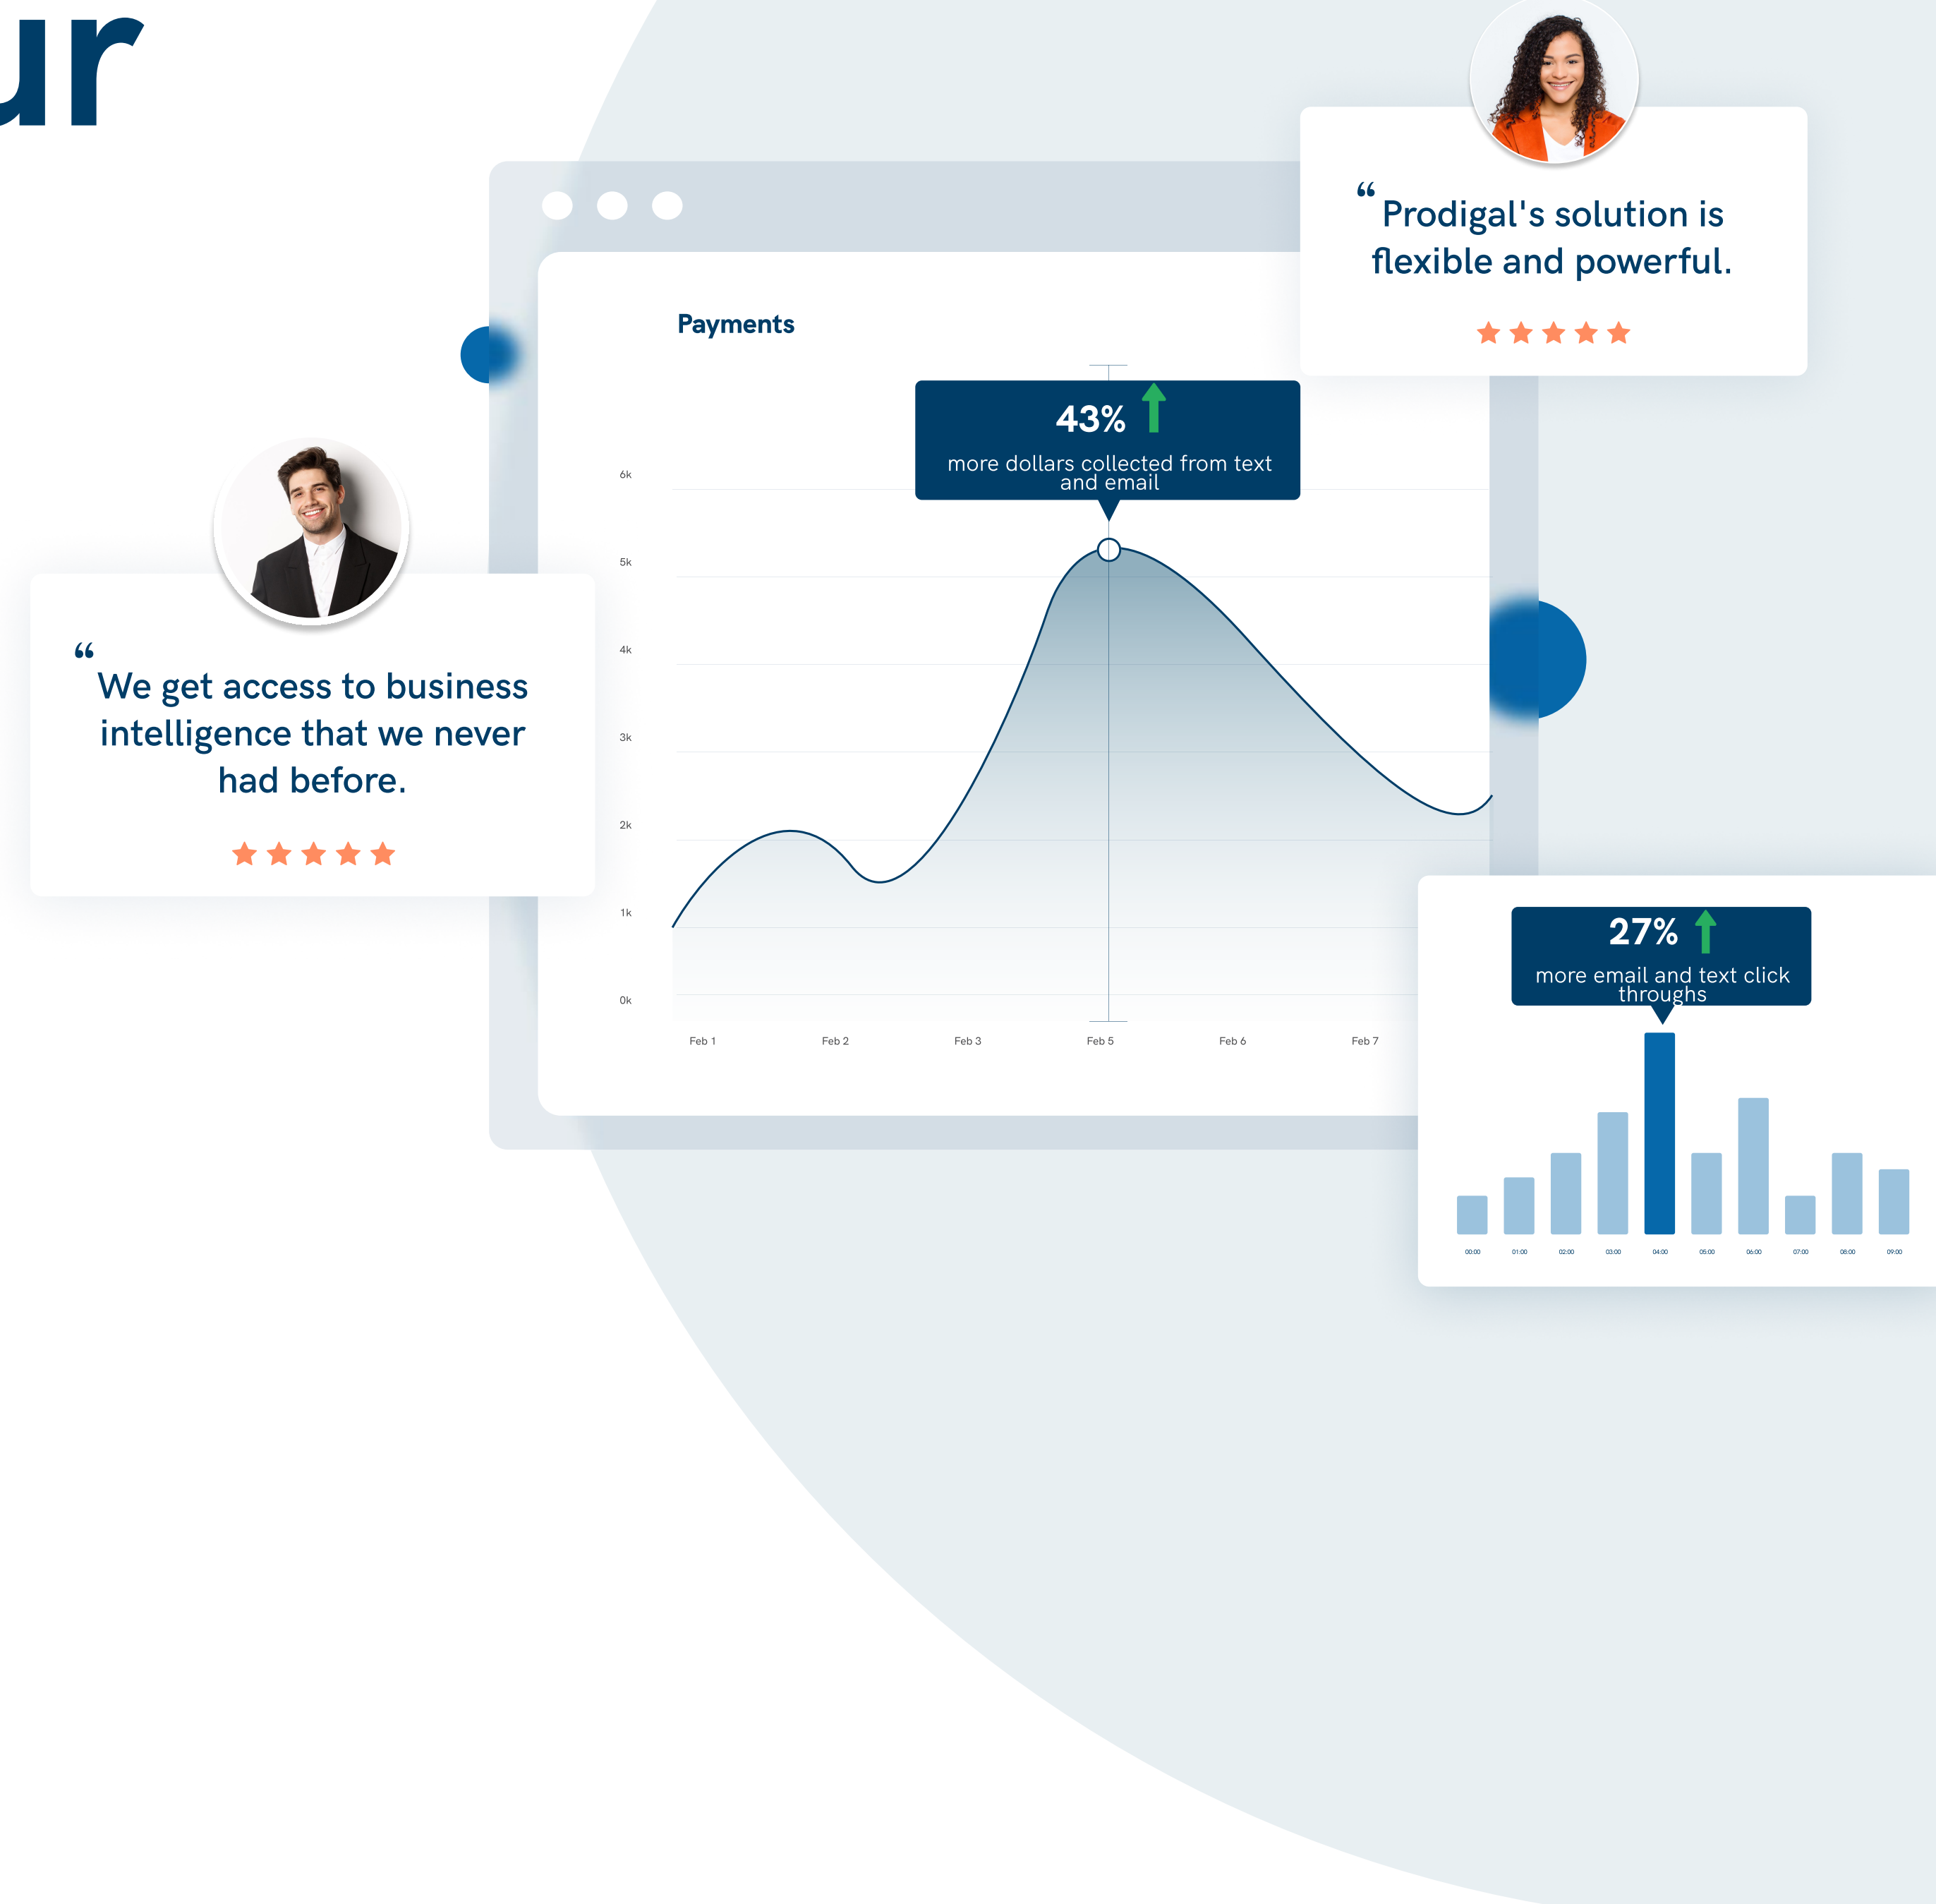 ur
“
Prodigal's solution is
flexible and powerful.
Payments
43%
more dollars collected from text
and email
6k
5k
4k
3k
2k
1k
0k
Feb 1
Feb 2
Feb 3
Feb 5
Feb 6
Feb 7
“
We get access to business
intelligence that we never
had before.
27%
more email and text click
throughs
00:00
01:00
02:00
03:00
04:00
05:00
06:00
07:00
08:00
09:00